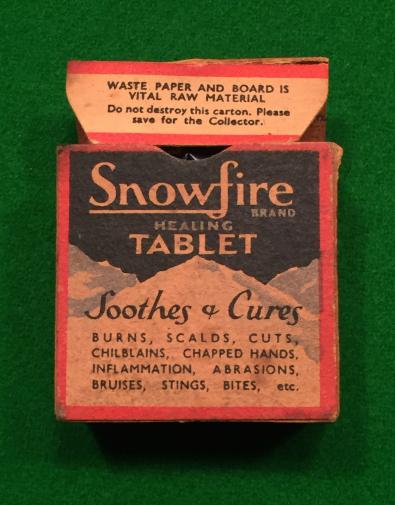 WASTE PAPER AND BOARD IS
VITAL RAW MATERIAL
Do not destroy this carton. Please
save for the Collector.
Snowfire
BRAND
HEALING
TABLET
Soothes & Cures
BURNS, SCALDS, CUTS,
CHILBLAINS, CHAPPED HANDS,
INFLAMMATION, ABRASIONS,
BRUISES, STINGS, BITES, etc.